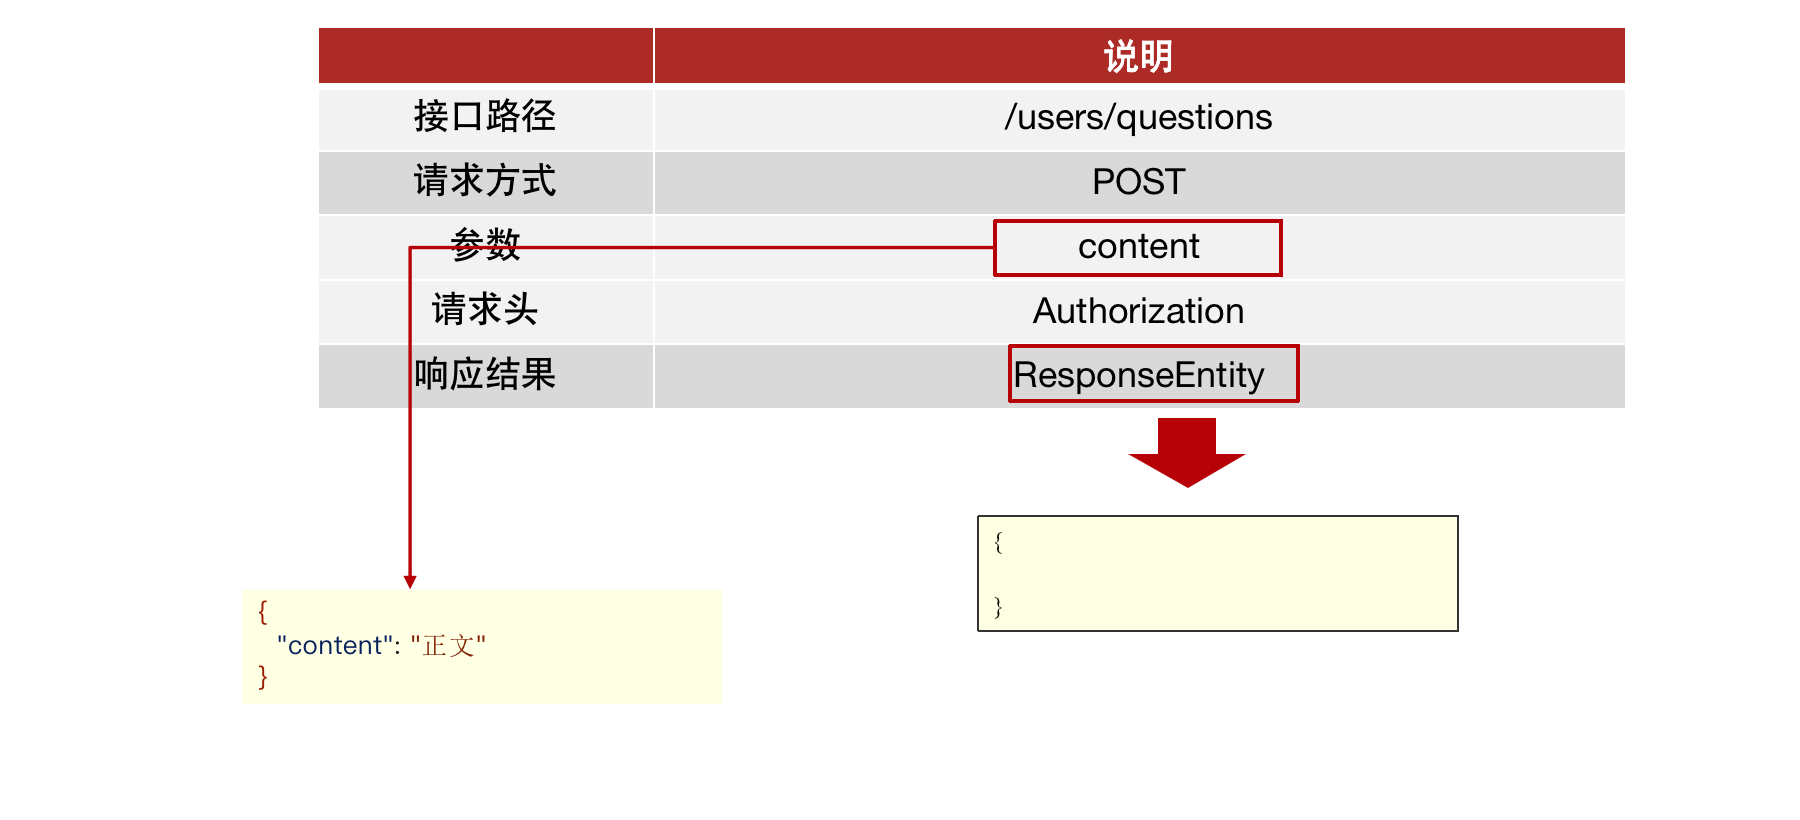 说明
接口路径 /users/questions
请求方式 POST
参数 content
请求头 Authorization
响应结果 ResponseEntity
{
}
{
"content": "正文"
}